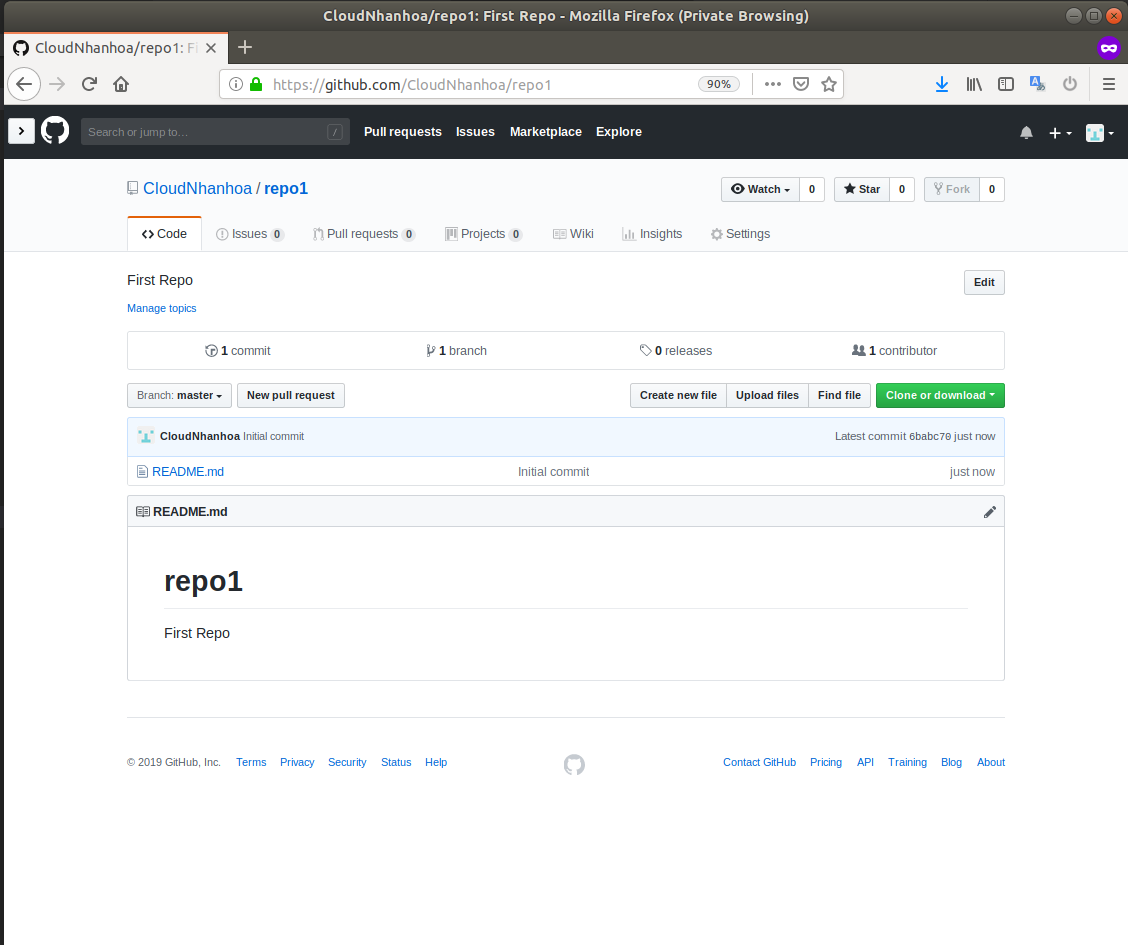 CloudNhanhoa/repo1: First Repo - Mozilla Firefox (Private Browsing)
CloudNhanhoa/repo1: Fi
https://github.com/CloudNhanhoa/repo1 90%
Search or jump to... / Pull requests Issues Marketplace Explore
CloudNhanhoa / repo1 Watch 0 Star 0 Fork 0
Code Issues 0 Pull requests 0 Projects 0 Wiki Insights Settings
First Repo Edit
Manage topics
1 commit 1 branch 0 releases 1 contributor
Branch: master New pull request Create new file Upload files Find file Clone or download
CloudNhanhoa Initial commit Latest commit 6babc70 just now
README.md Initial commit just now
README.md
repo1
First Repo
© 2019 GitHub, Inc. Terms Privacy Security Status Help Contact GitHub Pricing API Training Blog About